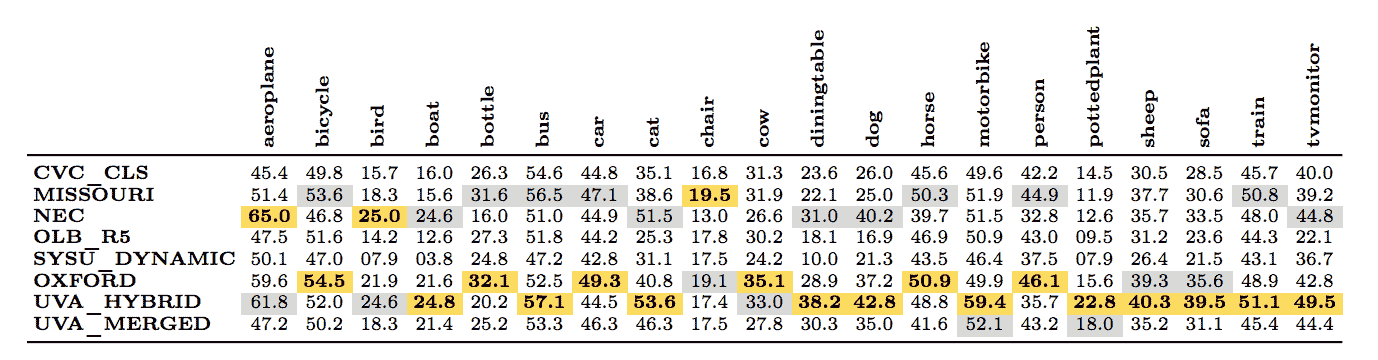 aeroplane bicycle bird boat bottle bus car cat chair cow diningtable dog horse motorbike person pottedplant sheep sofa train tvmonitor
CVC_CLS 45.4 49.8 15.7 16.0 26.3 54.6 44.8 35.1 16.8 31.3 23.6 26.0 45.6 49.6 42.2 14.5 30.5 28.5 45.7 40.0
MISSOURI 51.4 53.6 18.3 15.6 31.6 56.5 47.1 38.6 19.5 31.9 22.1 25.0 50.3 51.9 44.9 11.9 37.7 30.6 50.8 39.2
NEC 65.0 46.8 25.0 24.6 16.0 51.0 44.9 51.5 13.0 26.6 31.0 40.2 39.7 51.5 32.8 12.6 35.7 33.5 48.0 44.8
OLB_R5 47.5 51.6 14.2 12.6 27.3 51.8 44.2 25.3 17.8 30.2 18.1 16.9 46.9 50.9 43.0 09.5 31.2 23.6 44.3 22.1
SYSU_DYNAMIC 50.1 47.0 07.9 03.8 24.8 47.2 42.8 31.1 17.5 24.2 10.0 21.3 43.5 46.4 37.5 07.9 26.4 21.5 43.1 36.7
OXFORD 59.6 54.5 21.9 21.6 32.1 52.5 49.3 40.8 19.1 35.1 28.9 37.2 50.9 49.9 46.1 15.6 39.3 35.6 48.9 42.8
UVA_HYBRID 61.8 52.0 24.6 24.8 20.2 57.1 44.5 53.6 17.4 33.0 38.2 42.8 48.8 59.4 35.7 22.8 40.3 39.5 51.1 49.5
UVA_MERGED 47.2 50.2 18.3 21.4 25.2 53.3 46.3 46.3 17.5 27.8 30.3 35.0 41.6 52.1 43.2 18.0 35.2 31.1 45.4 44.4